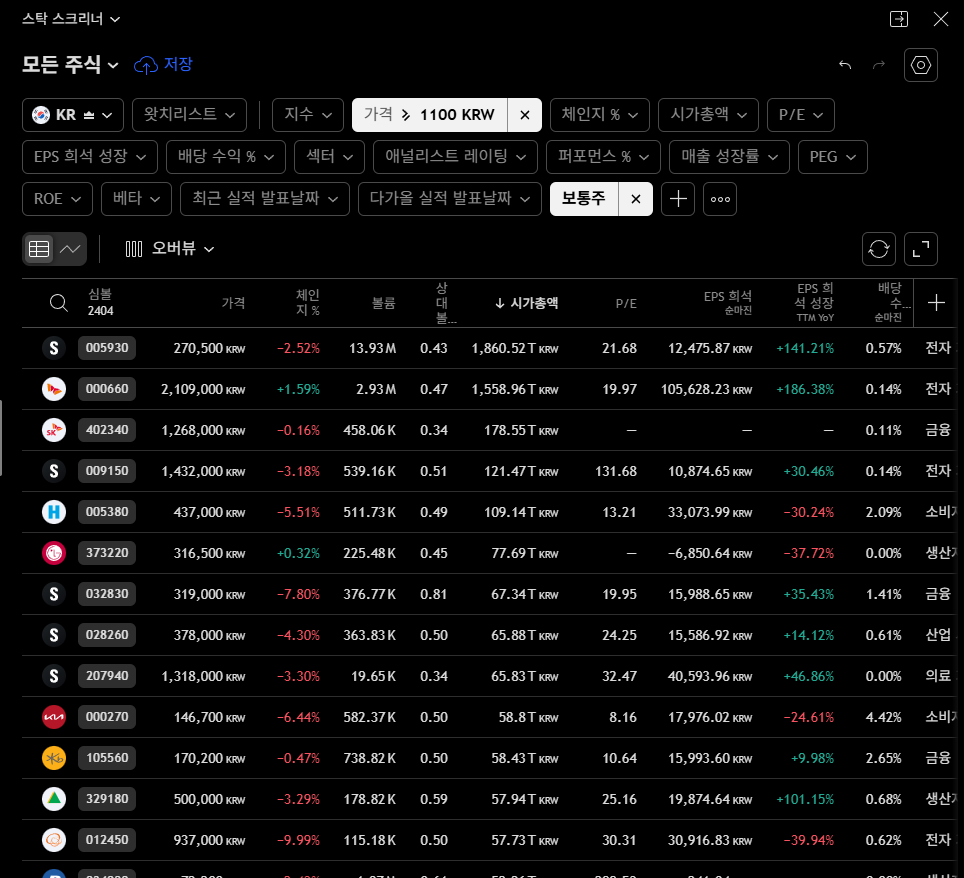 스탁 스크리너
모든 주식 저장
KR 왓치리스트 지수 가격 > 1100 KRW 체인지 % 시가총액 P/E
EPS 희석 성장 배당 수익 % 섹터 애널리스트 레이팅 퍼포먼스 % 매출 성장률 PEG
ROE 베타 최근 실적 발표날짜 다가올 실적 발표날짜 보통주
오버뷰
심볼 2404 가격 체인지 % 볼륨 상대 볼... ↓ 시가총액 P/E EPS 희석 순마진 EPS 희석 성장 TTM YoY 배당 수... 순마진
S 005930 270,500 KRW −2.52% 13.93 M 0.43 1,860.52 T KRW 21.68 12,475.87 KRW +141.21% 0.57% 전자
000660 2,109,000 KRW +1.59% 2.93 M 0.47 1,558.96 T KRW 19.97 105,628.23 KRW +186.38% 0.14% 전자
SK 402340 1,268,000 KRW −0.16% 458.06 K 0.34 178.55 T KRW — — — 0.11% 금융
S 009150 1,432,000 KRW −3.18% 539.16 K 0.51 121.47 T KRW 131.68 10,874.65 KRW +30.46% 0.14% 전자
H 005380 437,000 KRW −5.51% 511.73 K 0.49 109.14 T KRW 13.21 33,073.99 KRW −30.24% 2.09% 소비
373220 316,500 KRW +0.32% 225.48 K 0.45 77.69 T KRW — −6,850.64 KRW −37.72% 0.00% 생산
S 032830 319,000 KRW −7.80% 376.77 K 0.81 67.34 T KRW 19.95 15,988.65 KRW +35.43% 1.41% 금융
S 028260 378,000 KRW −4.30% 363.83 K 0.50 65.88 T KRW 24.25 15,586.92 KRW +14.12% 0.61% 산업
S 207940 1,318,000 KRW −3.30% 19.65 K 0.34 65.83 T KRW 32.47 40,593.96 KRW +46.86% 0.00% 의료
KIA 000270 146,700 KRW −6.44% 582.37 K 0.50 58.8 T KRW 8.16 17,976.02 KRW −24.61% 4.42% 소비
105560 170,200 KRW −0.47% 738.82 K 0.50 58.43 T KRW 10.64 15,993.60 KRW +9.98% 2.65% 금융
329180 500,000 KRW −3.29% 178.82 K 0.59 57.94 T KRW 25.16 19,874.64 KRW +101.15% 0.68% 생산
012450 937,000 KRW −9.99% 115.18 K 0.50 57.73 T KRW 30.31 30,916.83 KRW −39.94% 0.62% 전자